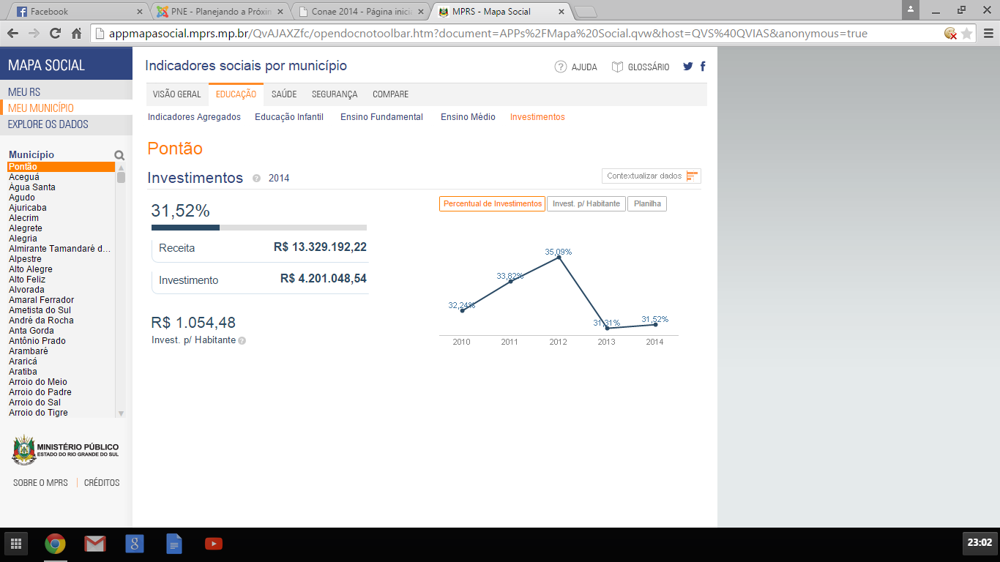 Facebook
PNE - Planejando a Próxin
Conae 2014 - Página inicia
MPRS - Mapa Social
appmapasocial.mprs.mp.br/QvAJAXZfc/opendocnotoolbar.htm?document=APPs%2FMapa%20Social.qvw&host=QVS%40QVIAS&anonymous=true
MAPA SOCIAL
MEU RS
MEU MUNICÍPIO
EXPLORE OS DADOS
Município
Pontão
Aceguá
Água Santa
Agudo
Ajuricaba
Alecrim
Alegrete
Alegria
Almirante Tamandaré d...
Alpestre
Alto Alegre
Alto Feliz
Alvorada
Amaral Ferrador
Ametista do Sul
André da Rocha
Anta Gorda
Antônio Prado
Arambaré
Araricá
Aratiba
Arroio do Meio
Arroio do Padre
Arroio do Sal
Arroio do Tigre
MINISTÉRIO PÚBLICO
ESTADO DO RIO GRANDE DO SUL
SOBRE O MPRS
CRÉDITOS
Indicadores sociais por município
? AJUDA
GLOSSÁRIO
VISÃO GERAL
EDUCAÇÃO
SAÚDE
SEGURANÇA
COMPARE
Indicadores Agregados
Educação Infantil
Ensino Fundamental
Ensino Médio
Investimentos
Pontão
Investimentos ? 2014
Contextualizar dados
31,52%
Receita R$ 13.329.192,22
Investimento R$ 4.201.048,54
R$ 1.054,48
Invest. p/ Habitante ?
Percentual de Investimentos
Invest. p/ Habitante
Planilha
32,24%
33,82%
35,09%
31,31%
31,52%
2010
2011
2012
2013
2014
23:02